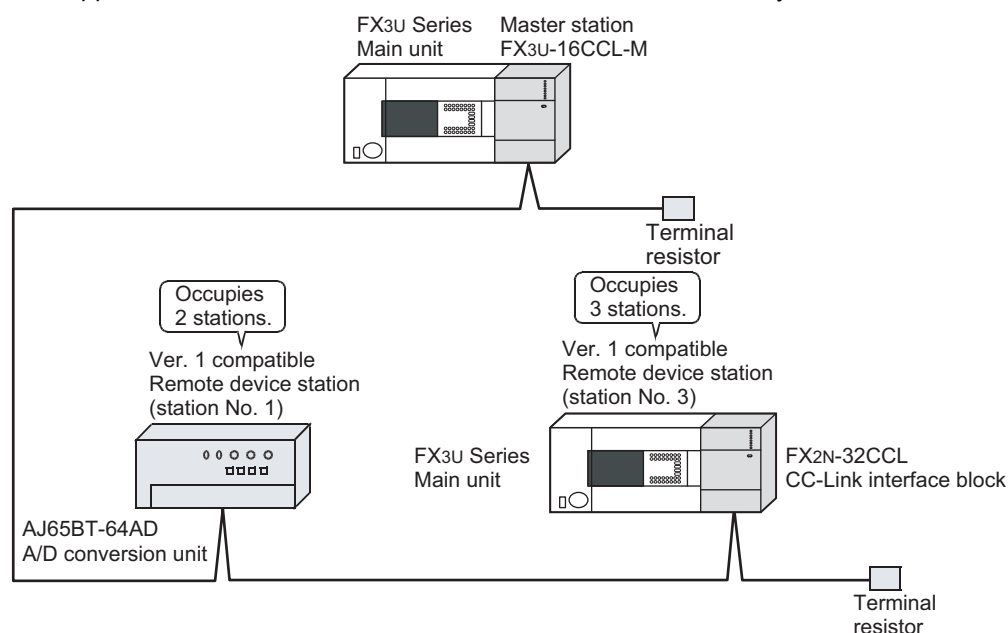 FX3U Series
Main unit
Master station
FX3U-16CCL-M
Terminal
resistor
Occupies
2 stations.
Ver. 1 compatible
Remote device station
(station No. 1)
Occupies
3 stations.
Ver. 1 compatible
Remote device station
(station No. 3)
AJ65BT-64AD
A/D conversion unit
FX3U Series
Main unit
FX2N-32CCL
CC-Link interface block
Terminal
resistor